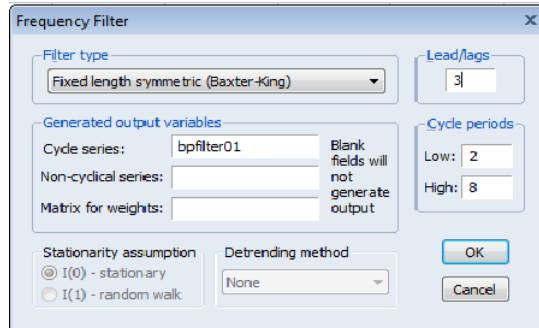 Frequency Filter
x
Filter type
Fixed length symmetric (Baxter-King)
Lead/lags
3
Generated output variables
Cycle series:
bpfilter01
Non-cyclical series:
Matrix for weights:
Blank
fields will
not
generate
output
Cycle periods
Low:
2
High:
8
Stationarity assumption
I(0) - stationary
I(1) - random walk
Detrending method
None
OK
Cancel